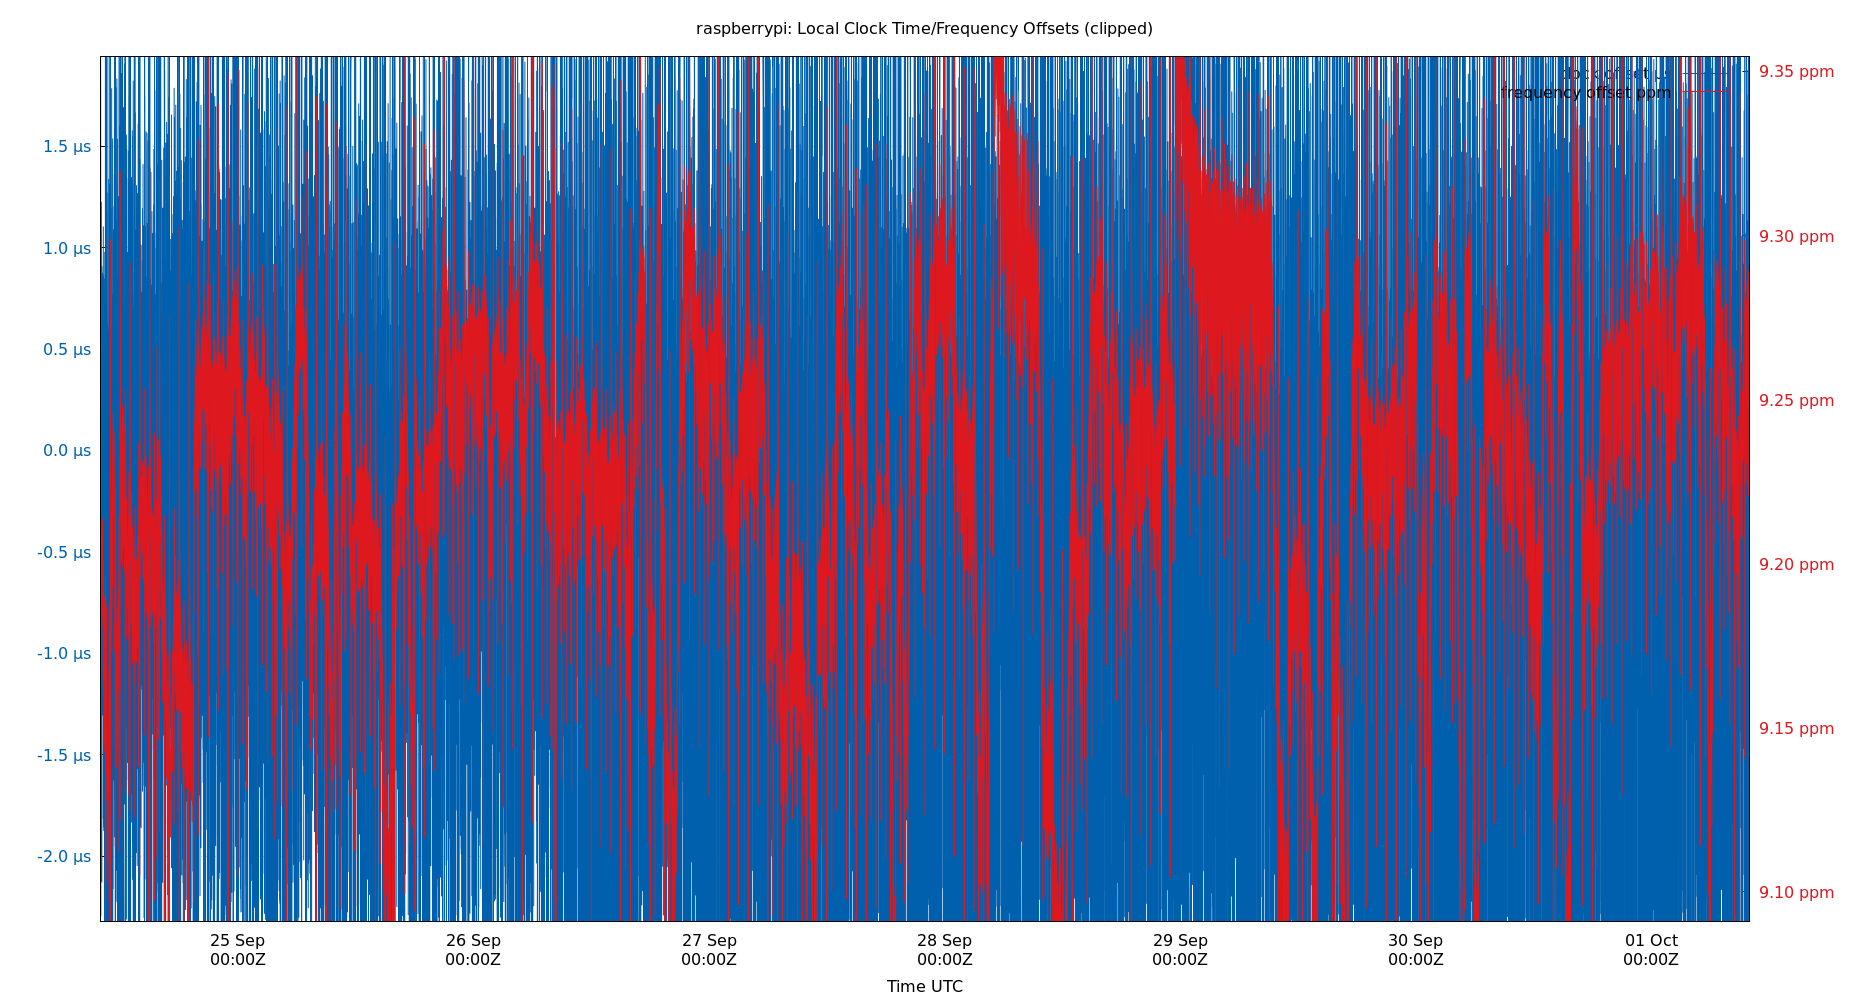 raspberrypi: Local Clock Time/Frequency Offsets (clipped)
clock offset µs
frequency offset ppm
1.5 µs
1.0 µs
0.5 µs
0.0 µs
-0.5 µs
-1.0 µs
-1.5 µs
-2.0 µs
9.35 ppm
9.30 ppm
9.25 ppm
9.20 ppm
9.15 ppm
9.10 ppm
25 Sep 26 Sep 27 Sep 28 Sep 29 Sep 30 Sep 01 Oct
00:00Z 00:00Z 00:00Z 00:00Z 00:00Z 00:00Z 00:00Z
Time UTC